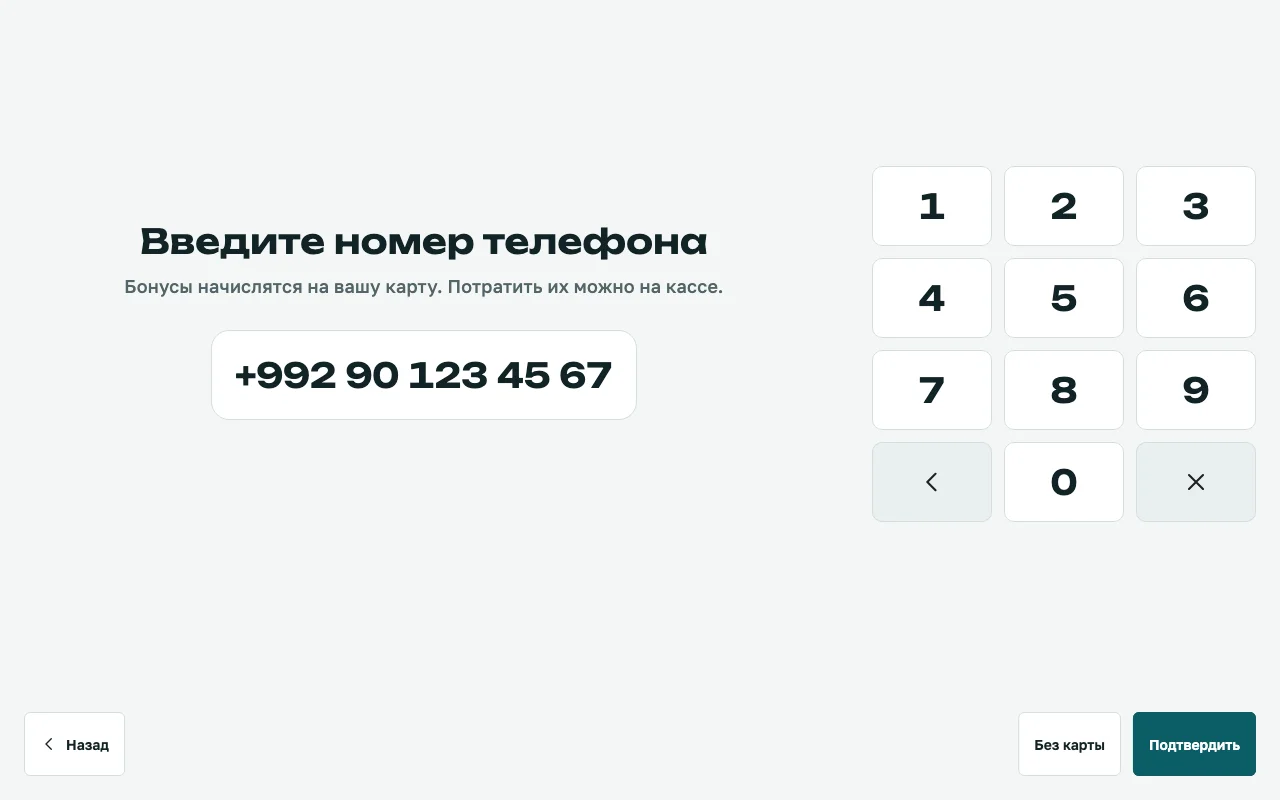 Введите номер телефона
Бонусы начислятся на вашу карту. Потратить их можно на кассе.
+992 90 123 45 67
1 2 3
4 5 6
7 8 9
0
Назад
Без карты
Подтвердить